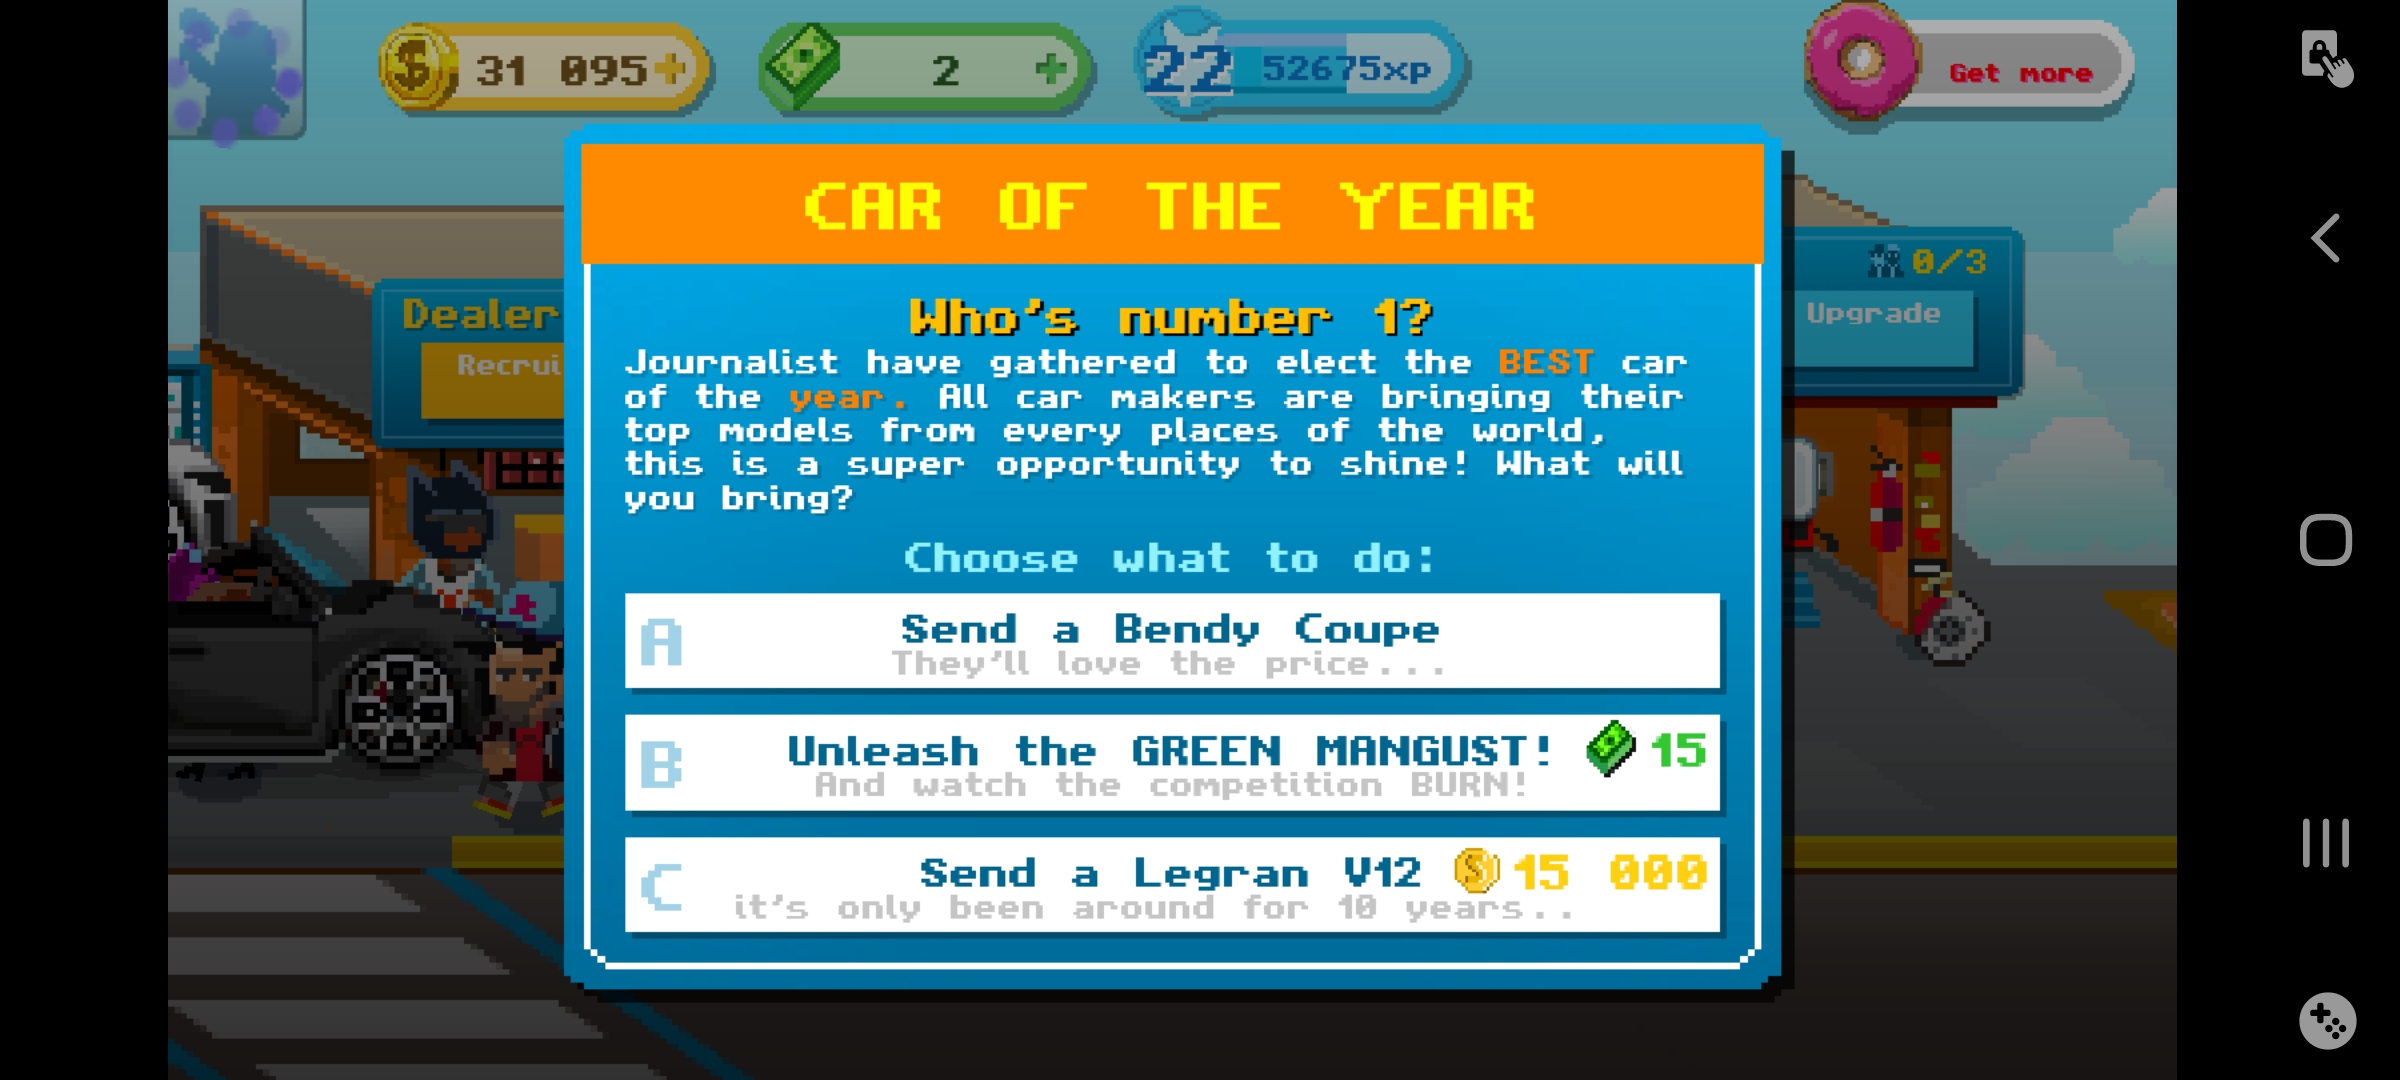 31 095
2
22 52675xp
Get more
CAR OF THE YEAR
Who's number 1?
Journalist have gathered to elect the BEST car
of the year. All car makers are bringing their
top models from every places of the world,
this is a super opportunity to shine! What will
you bring?
Choose what to do:
A Send a Bendy Coupe
They'll love the price...
B Unleash the GREEN MANGUST! 15
And watch the competition BURN!
C Send a Legran V12 15 000
it's only been around for 10 years..
Dealer
Recrui
0/3
Upgrade